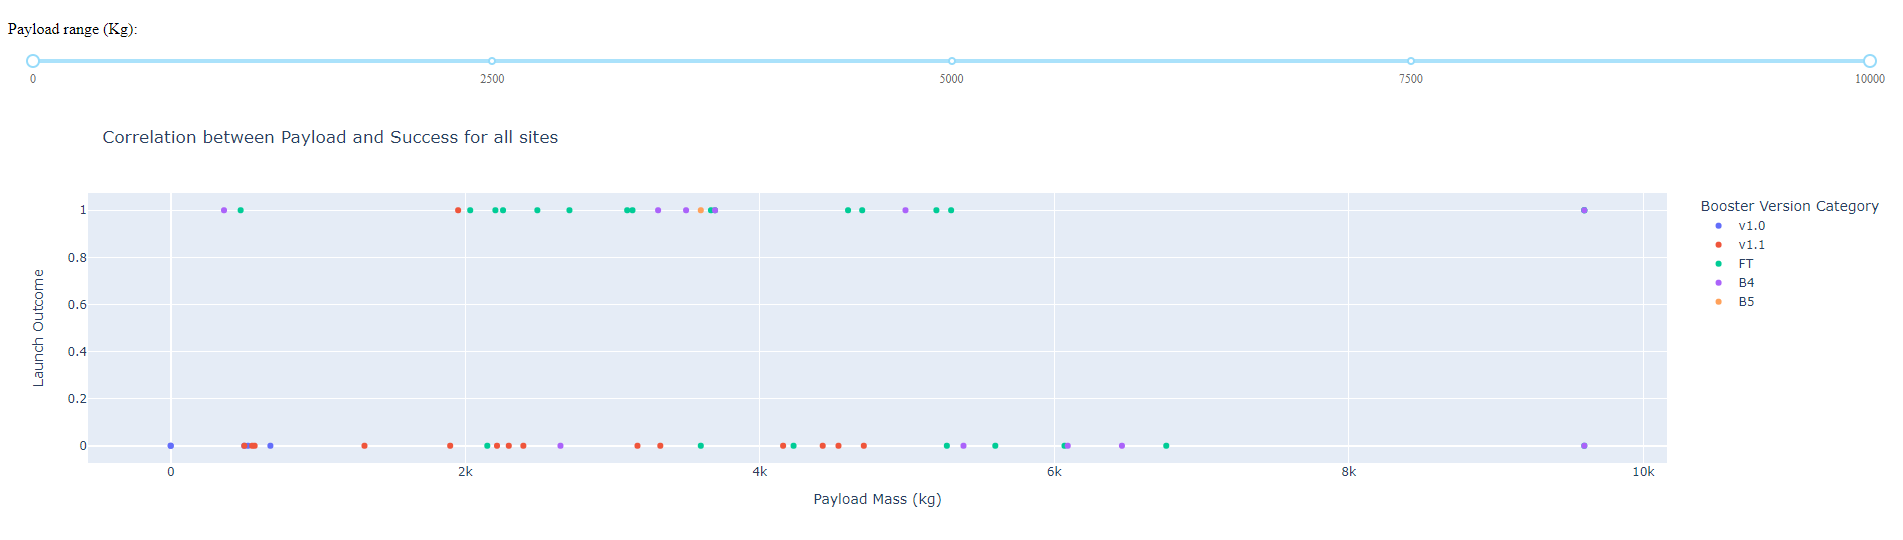 Payload range (Kg):
0 2500 5000 7500 10000
Correlation between Payload and Success for all sites
1
0.8
0.6
0.4
0.2
0
Launch Outcome
0 2k 4k 6k 8k 10k
Payload Mass (kg)
Booster Version Category
v1.0
v1.1
FT
B4
B5